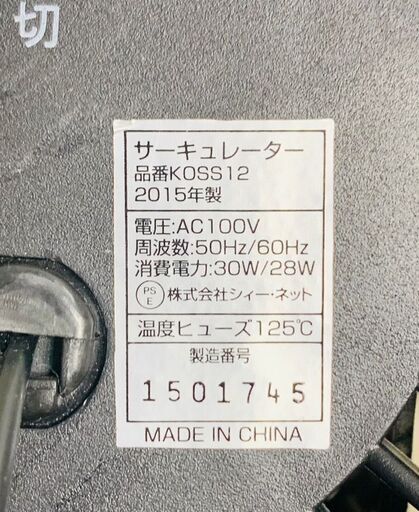 切
サーキュレーター
品番KOSS12
2015年製
電圧:AC100V
周波数:50Hz/60Hz
消費電力:30W/28W
PS
E 株式会社シィー・ネット
温度ヒューズ125℃
製造番号
1501745
MADE IN CHINA